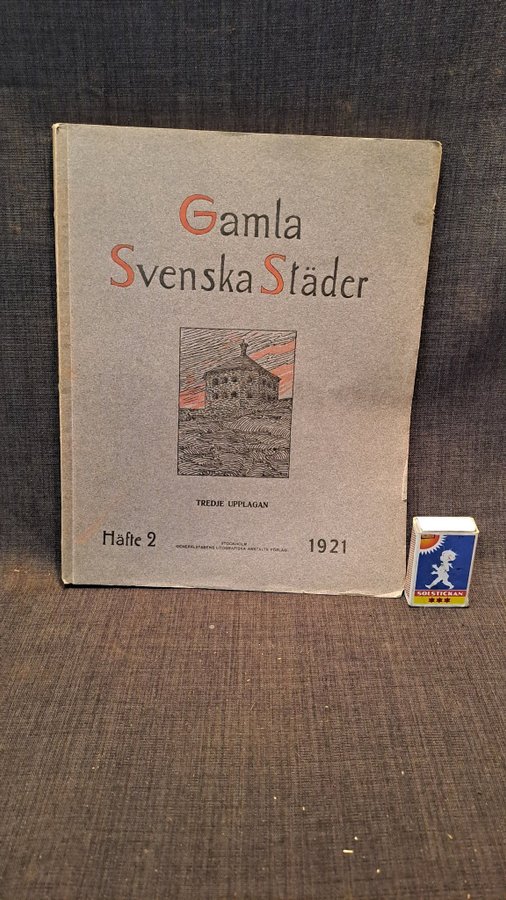 Gamla
Svenska Städer
TREDJE UPPLAGAN
Häfte 2
STOCKHOLM
GENERALSTABENS LITOGRAFISKA ANSTALTS FÖRLAG
1921
SOLSTICKAN